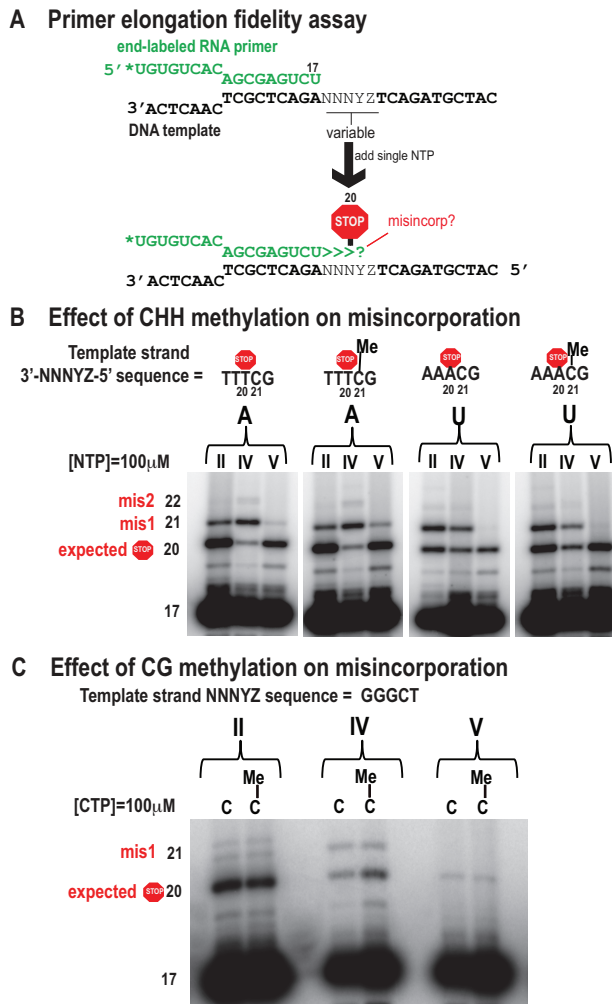 A Primer elongation fidelity assay
end-labeled RNA primer
5’*UGUGUCAC
AGCGAGUCU
17
TCGCTCAGANNNYZTCAGATGCTAC
3’ACTCAAC
DNA template
variable
add single NTP
20
STOP
misincorp?
*UGUGUCAC
AGCGAGUCU>>>?
TCGCTCAGANNNYZTCAGATGCTAC 5’
3’ACTCAAC
B Effect of CHH methylation on misincorporation
Template strand
3’-NNNYZ-5’ sequence =
STOP
TTTCG
20 21
A
STOP
Me
TTTCG
20 21
A
STOP
AAACG
20 21
U
STOP
Me
AAACG
20 21
U
[NTP]=100μM
II IV V
II IV V
II IV V
II IV V
mis2 22
mis1 21
expected STOP 20
17
C Effect of CG methylation on misincorporation
Template strand NNNYZ sequence = GGGCT
II IV V
Me Me Me
[CTP]=100μM
C C C C C C
mis1 21
expected STOP 20
17